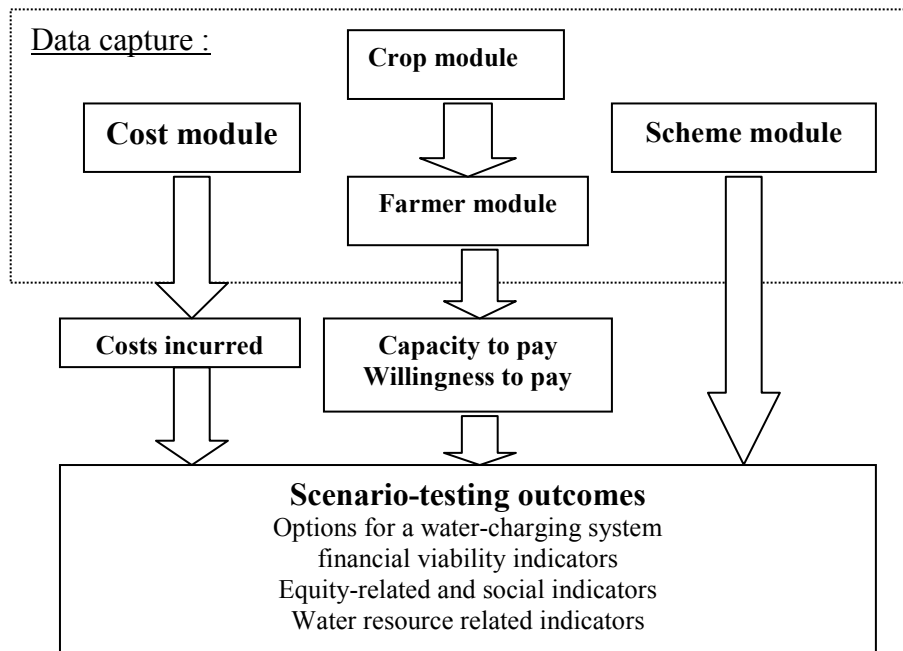 Data capture :
Crop module
Cost module
Scheme module
Farmer module
Costs incurred
Capacity to pay
Willingness to pay
Scenario-testing outcomes
Options for a water-charging system
financial viability indicators
Equity-related and social indicators
Water resource related indicators